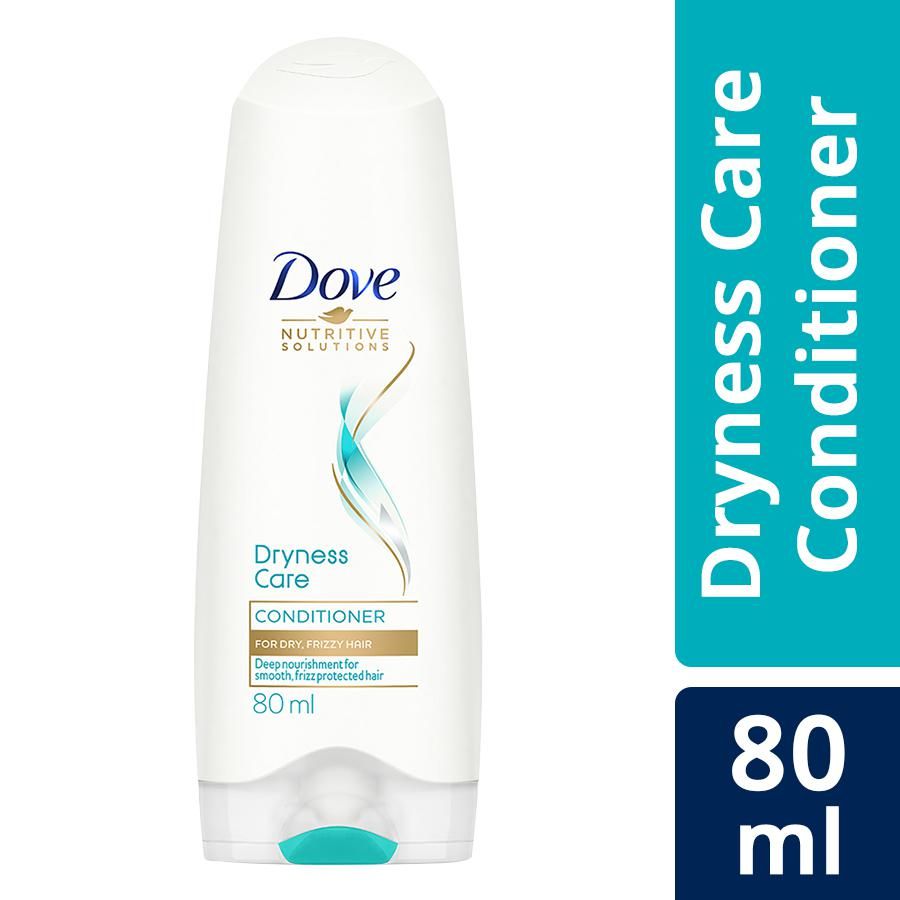 Dove
NUTRITIVE
SOLUTIONS
Dryness
Care
CONDITIONER
FOR DRY, FRIZZY HAIR
Deep nourishment for
smooth, frizz protected hair
80 ml
Dryness Care
Conditioner
80
ml